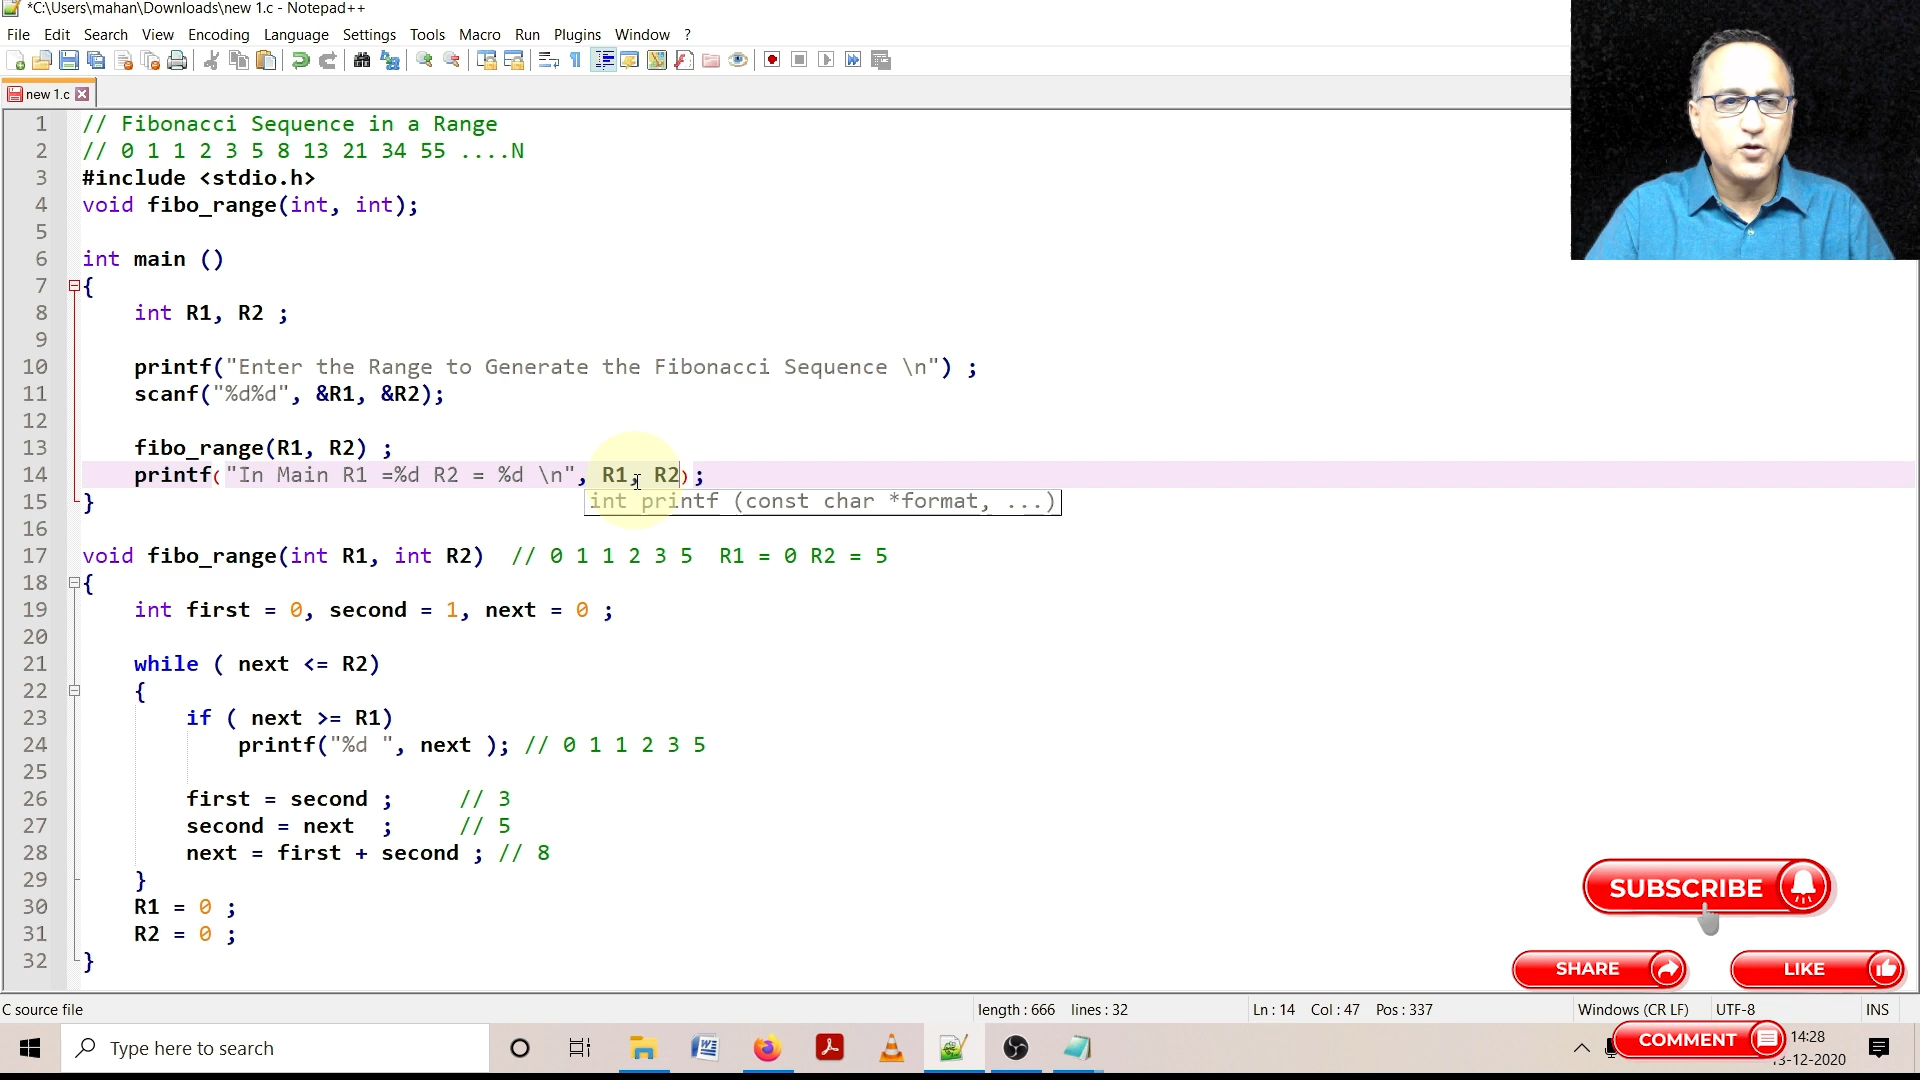 *C:\Users\mahan\Downloads\new 1.c - Notepad++
File Edit Search View Encoding Language Settings Tools Macro Run Plugins Window ?
new 1.c
1 // Fibonacci Sequence in a Range
2 // 0 1 1 2 3 5 8 13 21 34 55 ....N
3 #include <stdio.h>
4 void fibo_range(int, int);
5
6 int main ()
7 {
8 int R1, R2 ;
9
10 printf("Enter the Range to Generate the Fibonacci Sequence \n") ;
11 scanf("%d%d", &R1, &R2);
12
13 fibo_range(R1, R2) ;
14 printf("In Main R1 =%d R2 = %d \n", R1, R2);
int printf (const char *format, ...)
15 }
16
17 void fibo_range(int R1, int R2) // 0 1 1 2 3 5 R1 = 0 R2 = 5
18 {
19 int first = 0, second = 1, next = 0 ;
20
21 while ( next <= R2)
22 {
23 if ( next >= R1)
24 printf("%d ", next ); // 0 1 1 2 3 5
25
26 first = second ; // 3
27 second = next ; // 5
28 next = first + second ; // 8
29 }
30 R1 = 0 ;
31 R2 = 0 ;
32 }
SUBSCRIBE
SHARE LIKE
C source file length : 666 lines : 32 Ln : 14 Col : 47 Pos : 337 Windows (CR LF) UTF-8 INS
Type here to search
COMMENT
14:28
13-12-2020